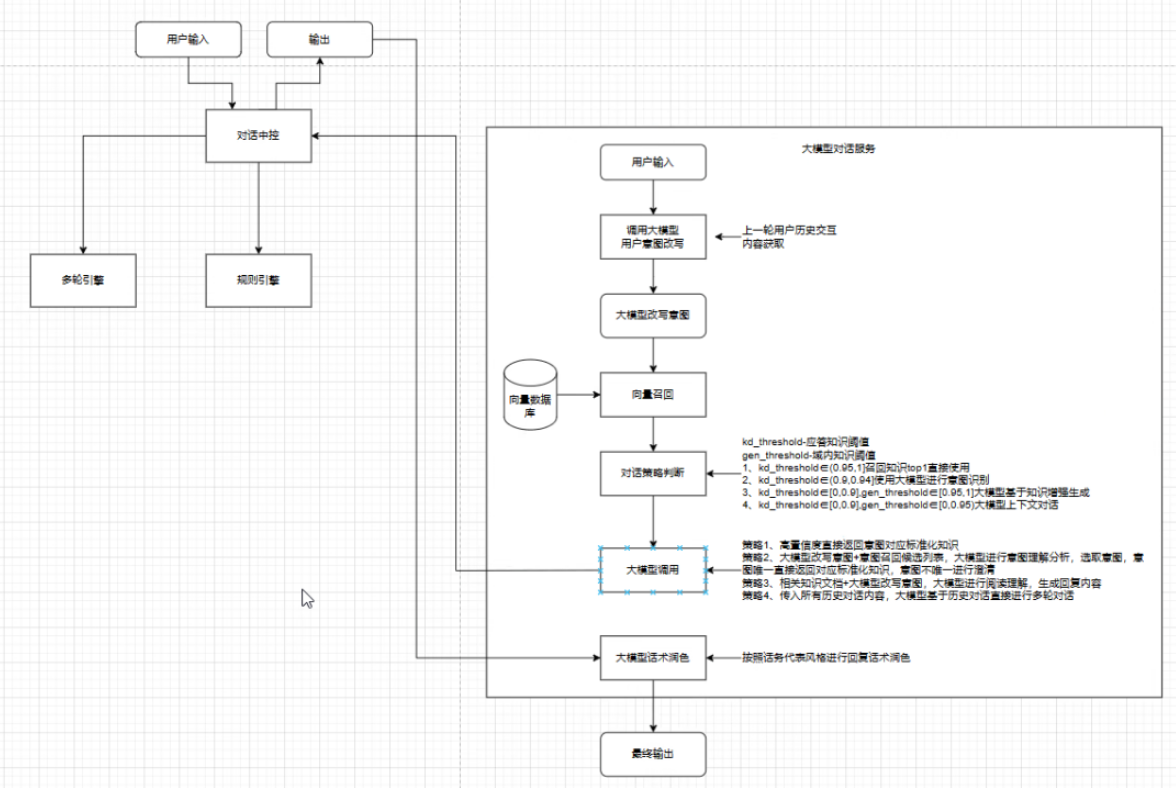 用户输入
输出
对话中控
多轮引擎
规则引擎
大模型对话服务
用户输入
调用大模型
用户意图改写
上一轮用户历史交互
内容获取
大模型改写意图
向量数据
库
向量召回
对话策略判断
kd_threshold-应答知识阈值
gen_threshold-域内知识阈值
1、kd_threshold∈(0.95,1]召回知识top1直接使用
2、kd_threshold∈(0.9,0.94]使用大模型进行意图识别
3、kd_threshold∈[0,0.9],gen_threshold∈[0.95,1]大模型基于知识增强生成
4、kd_threshold∈[0,0.9],gen_threshold∈[0,0.95)大模型上下文对话
大模型调用
策略1、高置信度直接返回意图对应标准化知识
策略2、大模型改写意图+意图召回候选列表，大模型进行意图理解分析，选取意图，意
图唯一直接返回对应标准化知识，意图不唯一进行澄清
策略3、相关知识文档+大模型改写意图，大模型进行阅读理解，生成回复内容
策略4、传入所有历史对话内容，大模型基于历史对话直接进行多轮对话
大模型话术润色
按照话务代表风格进行回复话术润色
最终输出